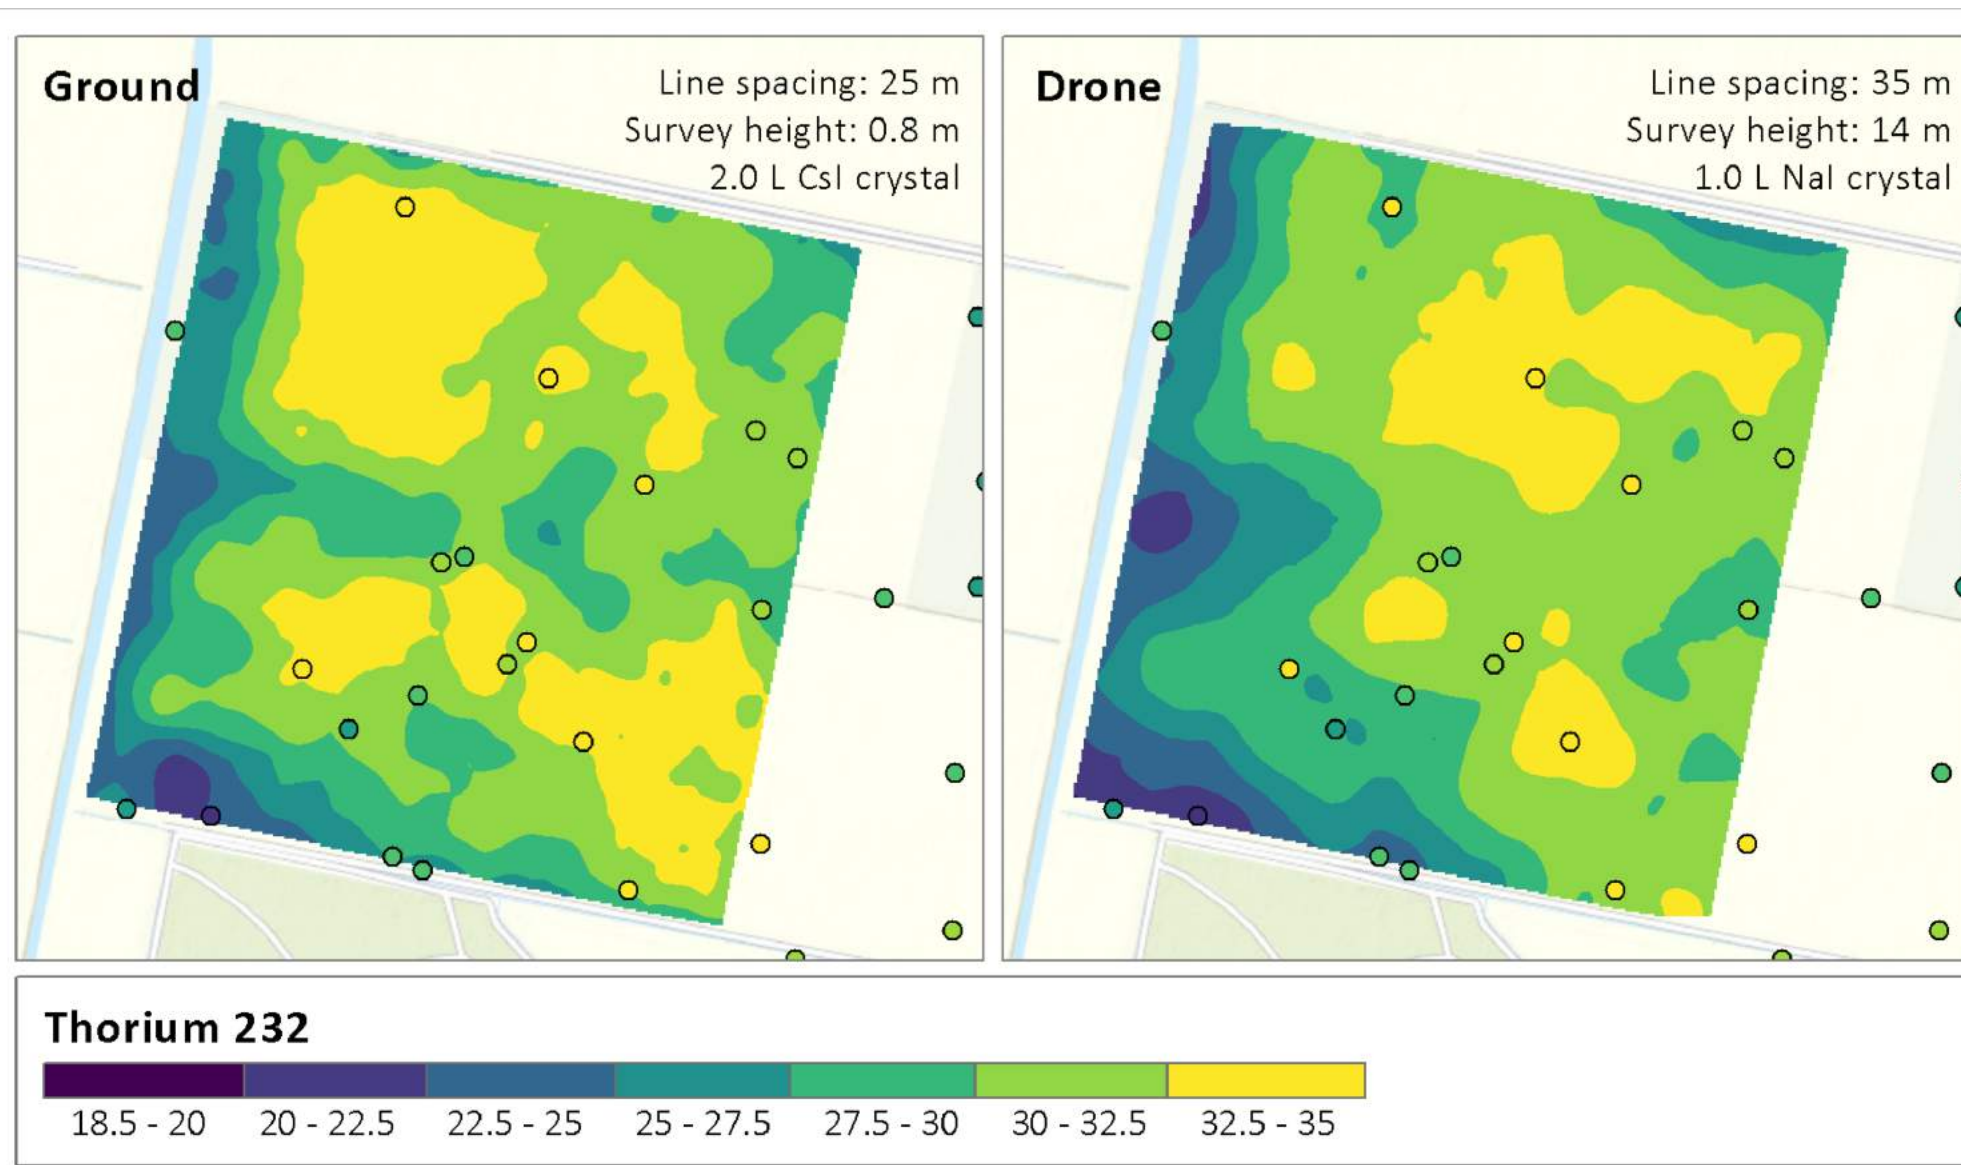 Ground
Line spacing: 25 m
Survey height: 0.8 m
2.0 L CsI crystal
Drone
Line spacing: 35 m
Survey height: 14 m
1.0 L NaI crystal
Thorium 232
18.5 - 20
20 - 22.5
22.5 - 25
25 - 27.5
27.5 - 30
30 - 32.5
32.5 - 35